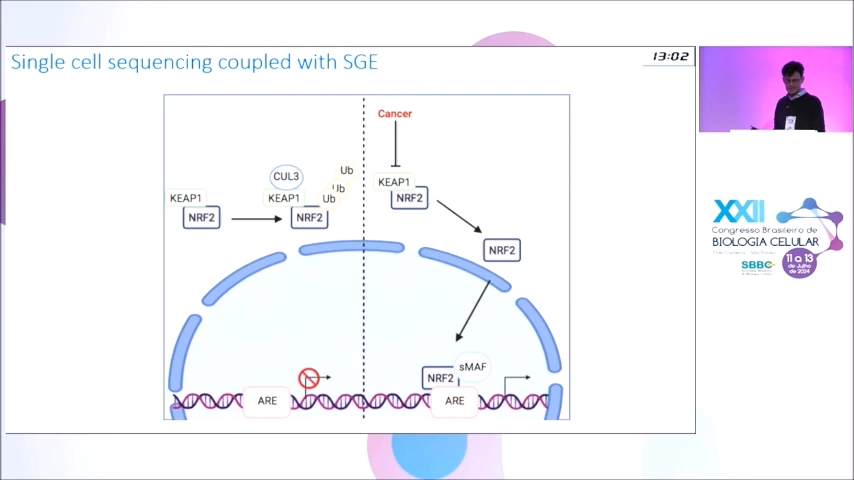 Single cell sequencing coupled with SGE
13:02
Cancer
KEAP1
NRF2
CUL3
KEAP1
NRF2
Ub
Ub
Ub
KEAP1
NRF2
NRF2
NRF2
sMAF
ARE
ARE
XXII
Congresso Brasileiro de
BIOLOGIA CELULAR
SBBC
11 a 13
de Julho
de 2024